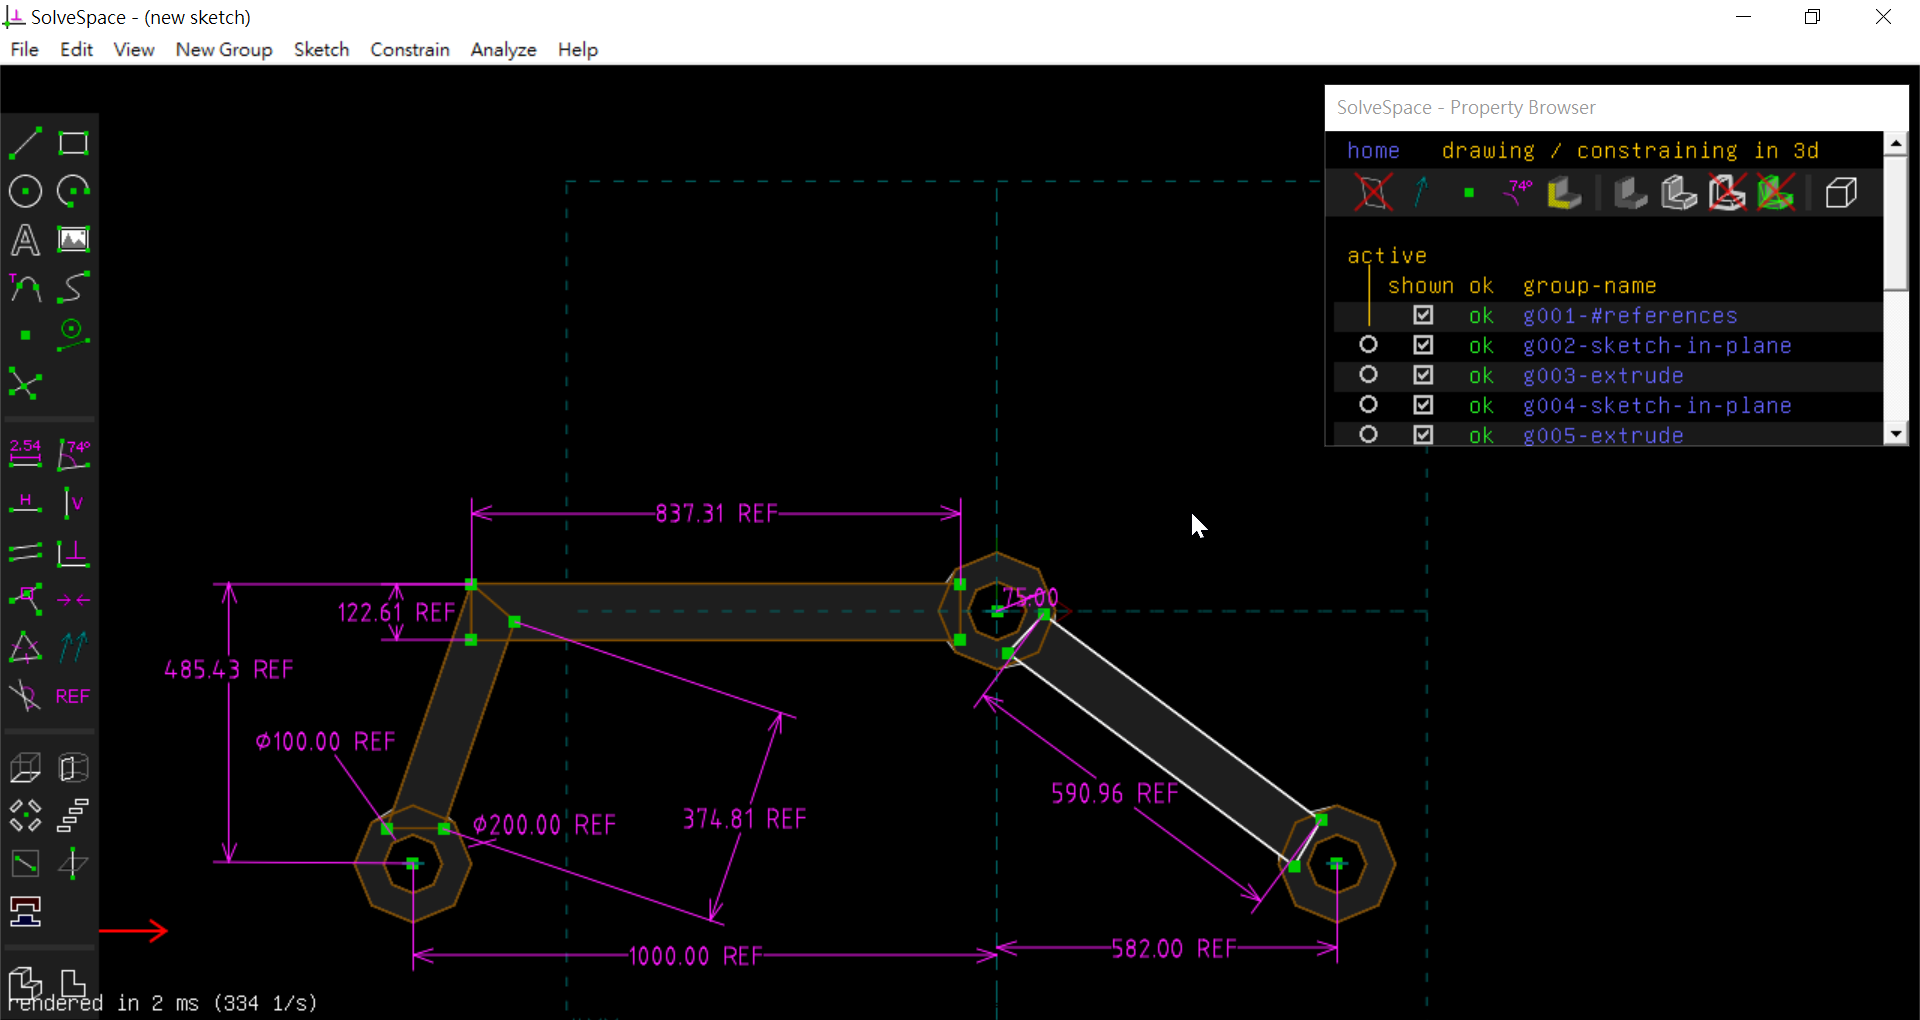 SolveSpace - (new sketch)
File Edit View New Group Sketch Constrain Analyze Help
SolveSpace - Property Browser
home drawing / constraining in 3d
74°
active
shown ok group-name
ok g001-#references
ok g002-sketch-in-plane
ok g003-extrude
ok g004-sketch-in-plane
ok g005-extrude
T
2.54 74°
H V
REF
837.31 REF
75.00
122.61 REF
485.43 REF
ø100.00 REF
ø200.00 REF
374.81 REF
590.96 REF
1000.00 REF
582.00 REF
rendered in 2 ms (334 1/s)